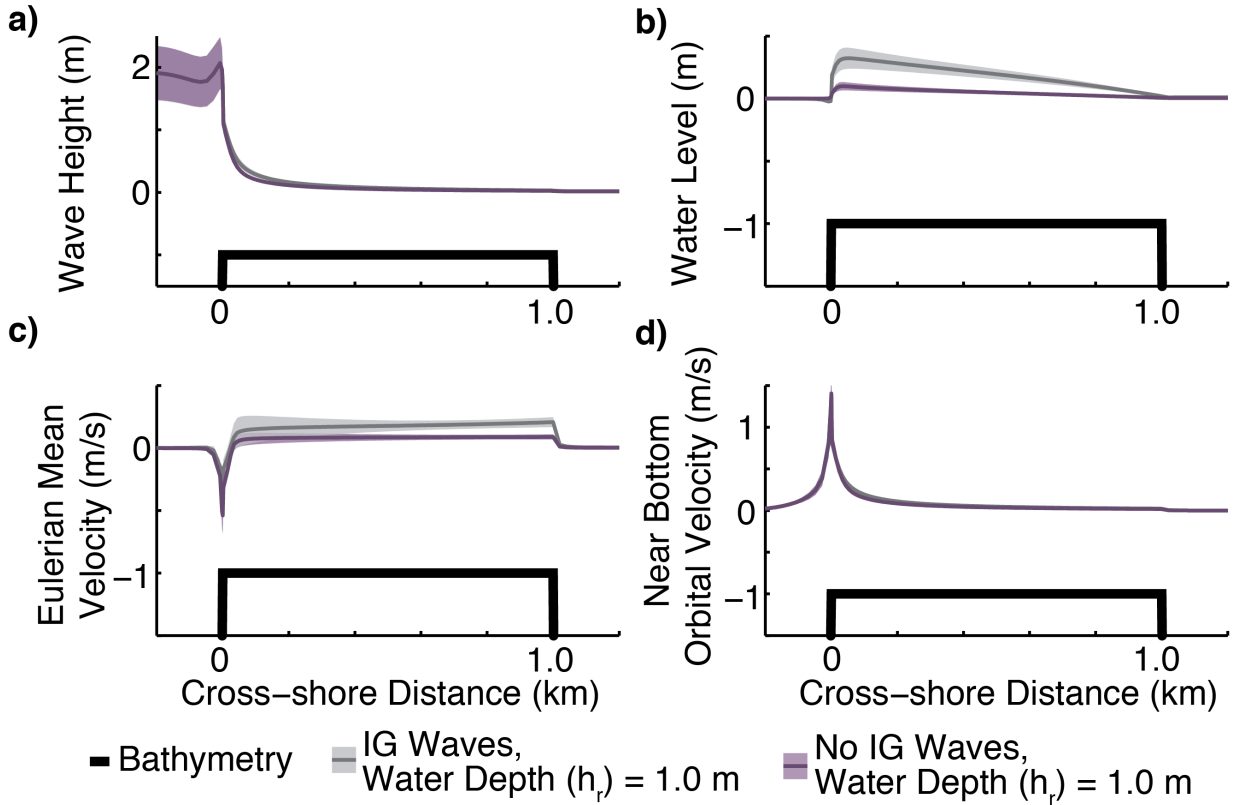 a)
Wave Height (m)
2
0
0
1.0
b)
Water Level (m)
0
−1
0
1.0
c)
Eulerian Mean
Velocity (m/s)
0
−1
0
1.0
Cross−shore Distance (km)
d)
Near Bottom
Orbital Velocity (m/s)
1
0
−1
0
1.0
Cross−shore Distance (km)
Bathymetry
IG Waves,
Water Depth (hr) = 1.0 m
No IG Waves,
Water Depth (hr) = 1.0 m